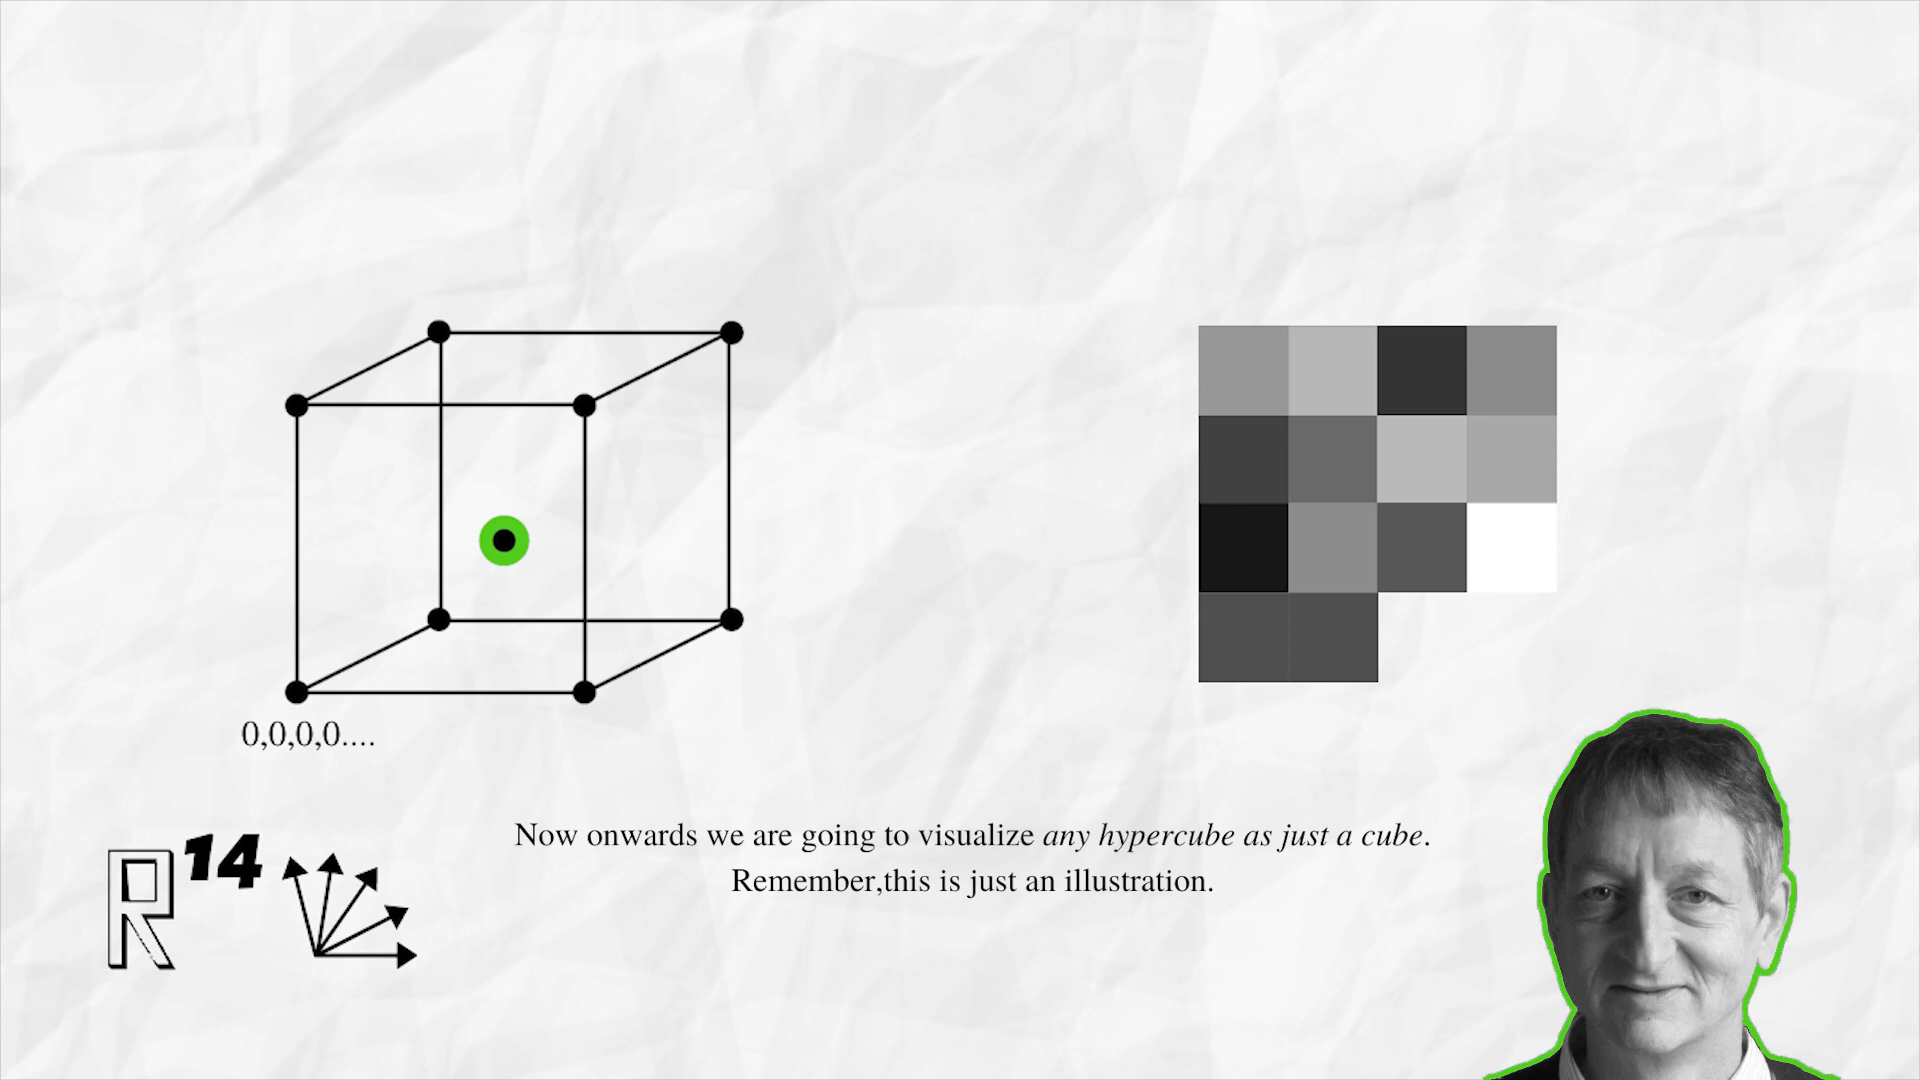 0,0,0,0....
R 14
Now onwards we are going to visualize any hypercube as just a cube.
Remember,this is just an illustration.